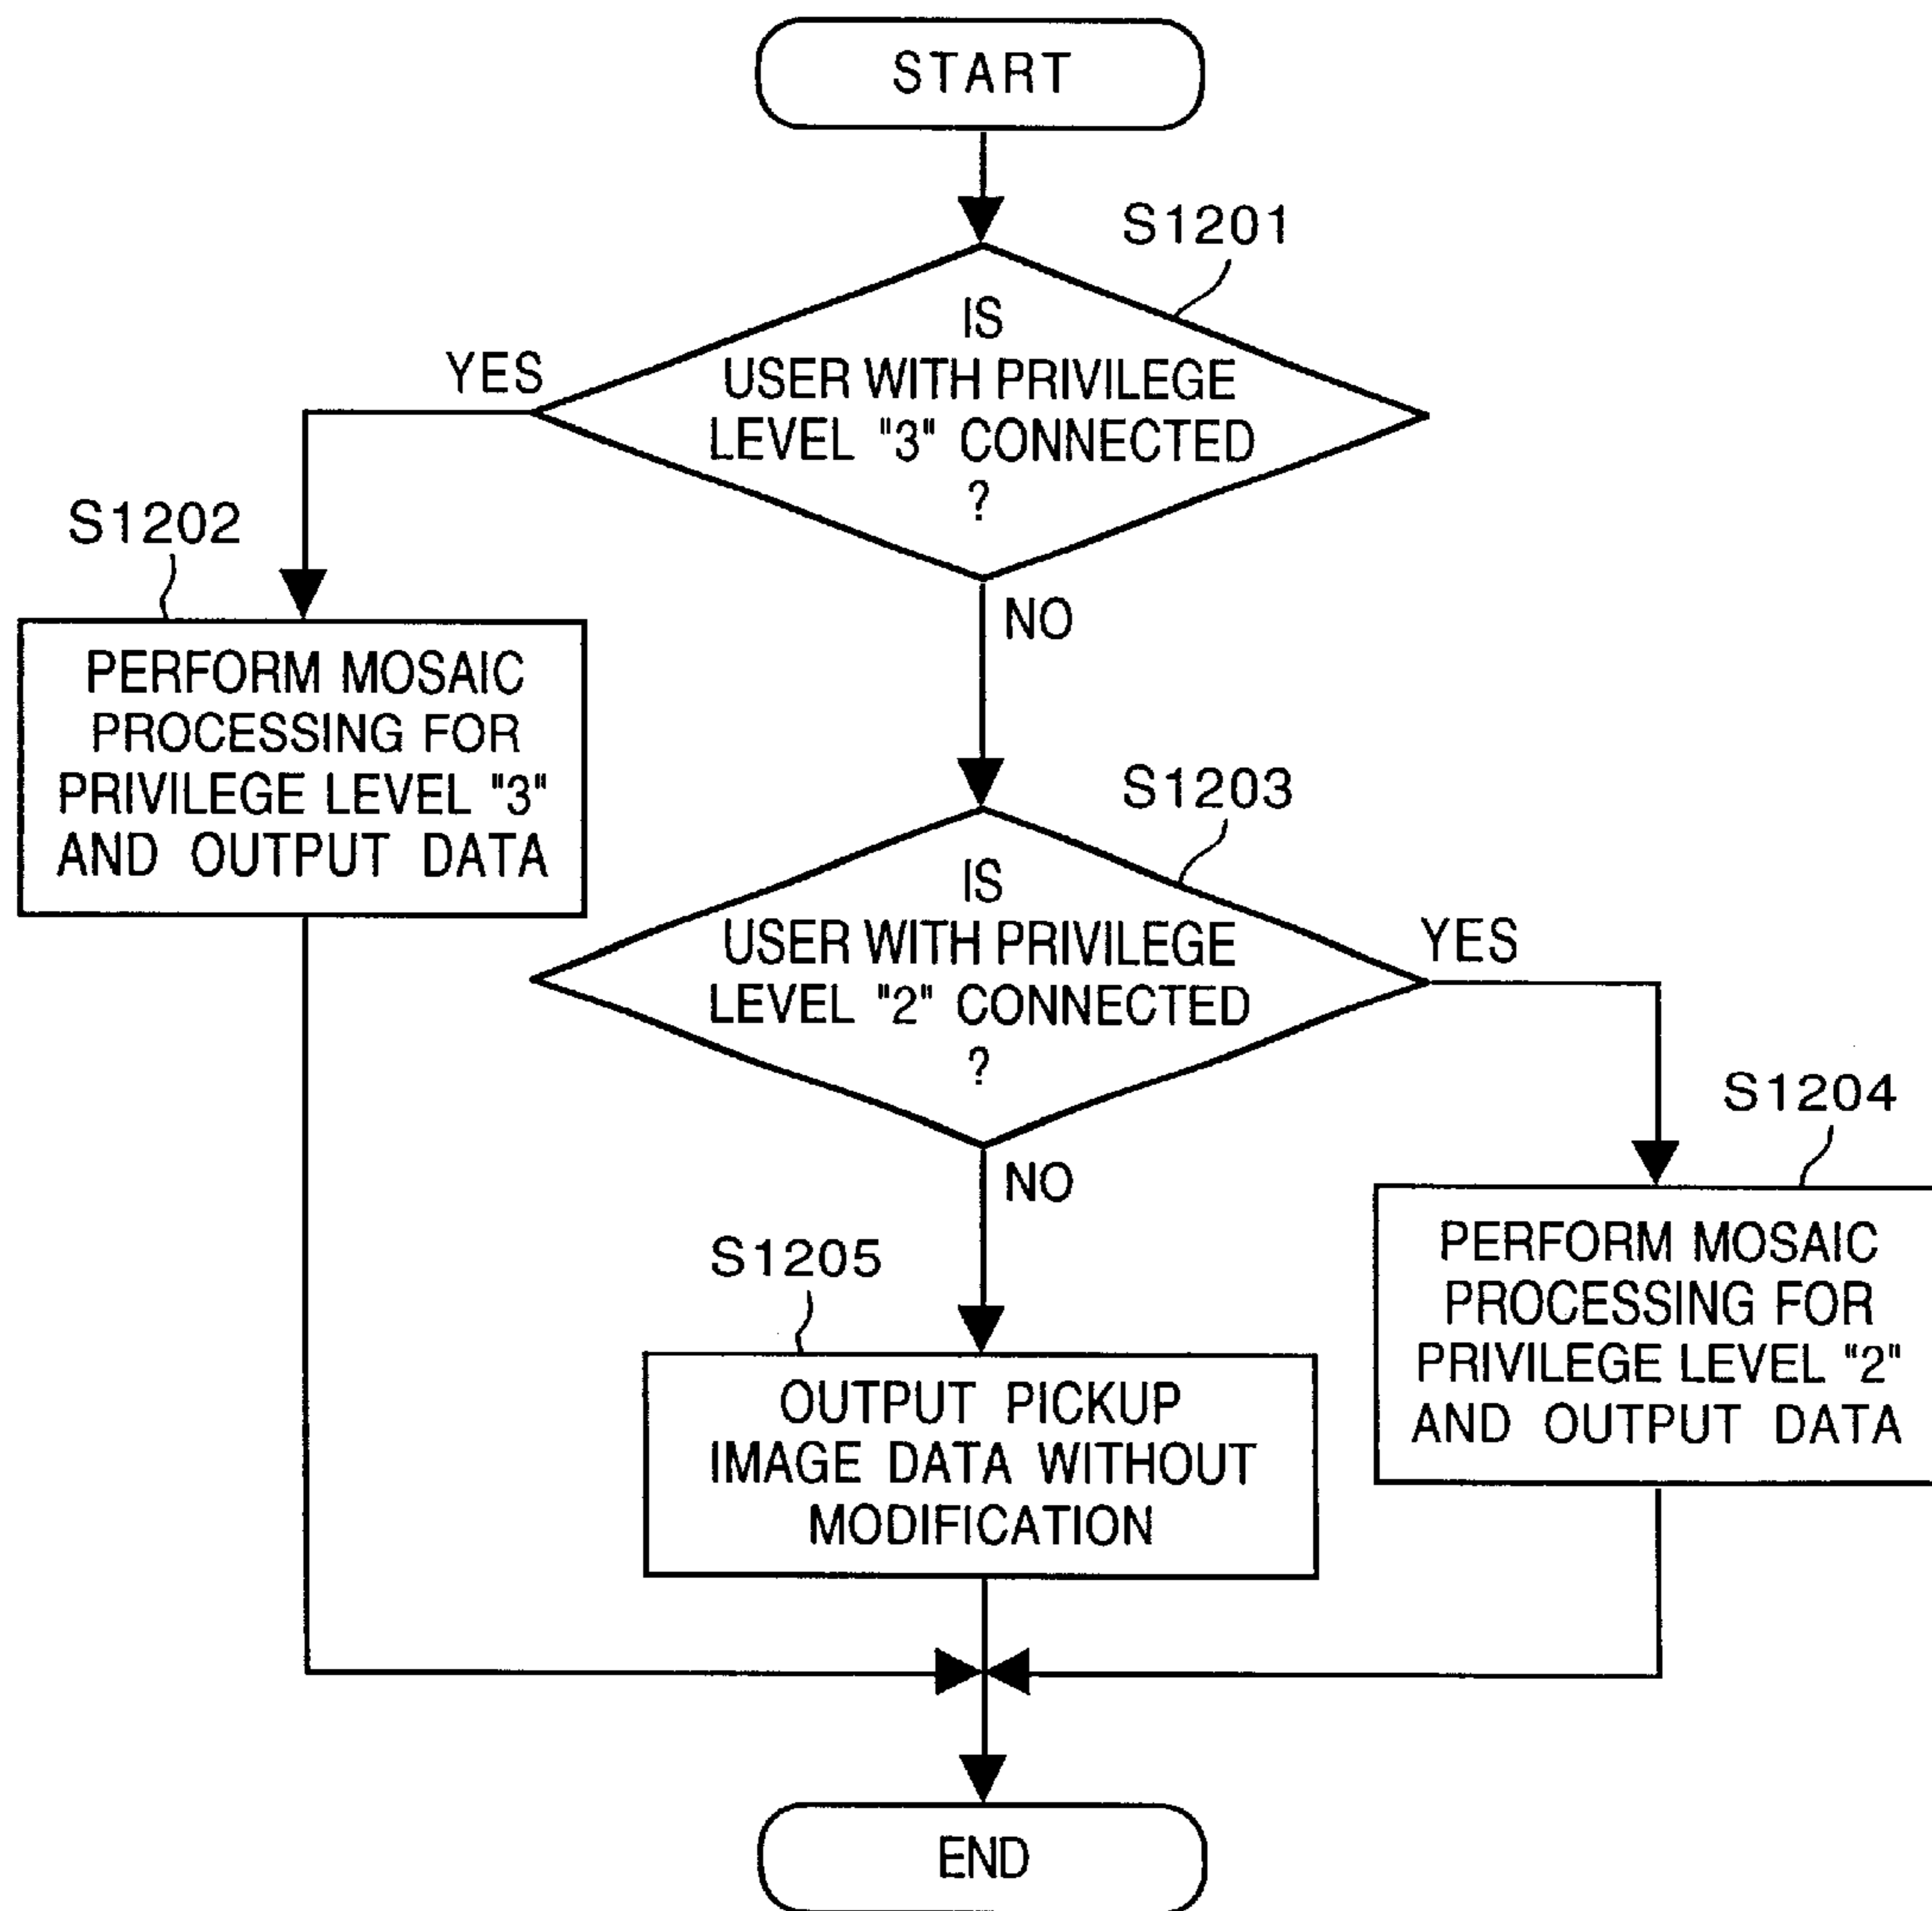 START
S1201
IS
USER WITH PRIVILEGE
LEVEL "3" CONNECTED
?
YES
NO
S1202
PERFORM MOSAIC
PROCESSING FOR
PRIVILEGE LEVEL "3"
AND OUTPUT DATA
S1203
IS
USER WITH PRIVILEGE
LEVEL "2" CONNECTED
?
YES
NO
S1204
PERFORM MOSAIC
PROCESSING FOR
PRIVILEGE LEVEL "2"
AND OUTPUT DATA
S1205
OUTPUT PICKUP
IMAGE DATA WITHOUT
MODIFICATION
END